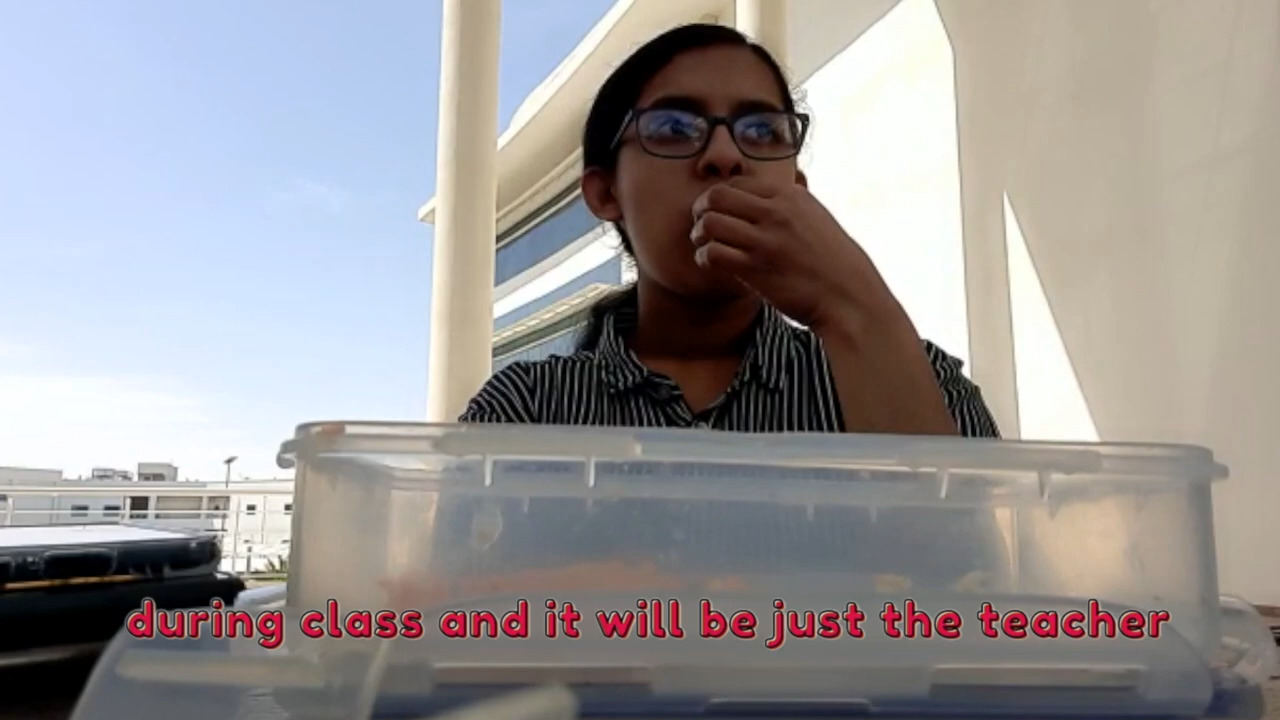 during class and it will be just the teacher